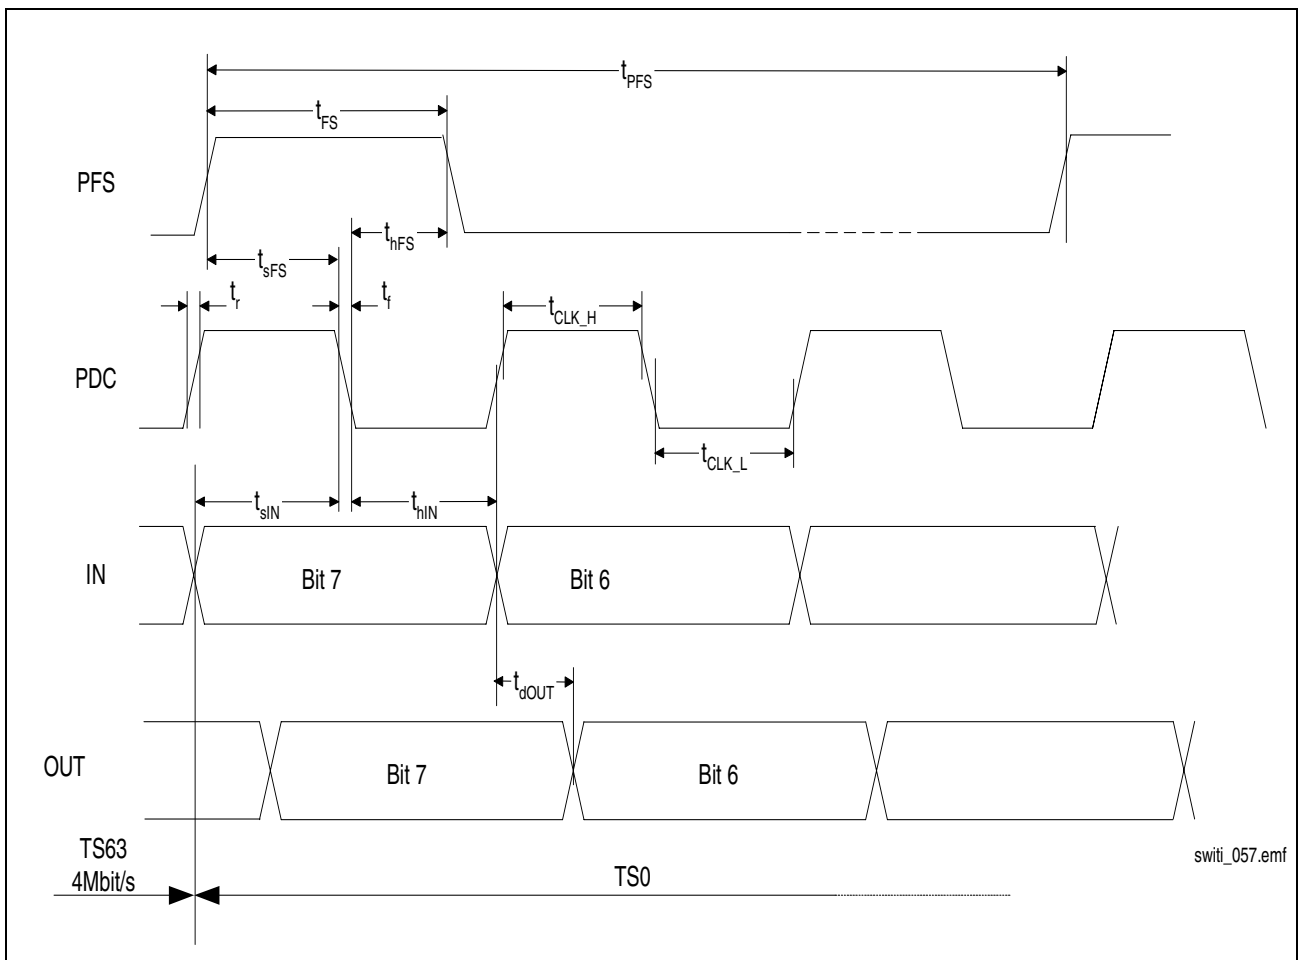 tPFS
tFS
PFS
thFS
tsFS
tr
tf
tCLK_H
PDC
tCLK_L
tsIN
thIN
IN
Bit 7
Bit 6
tdOUT
OUT
Bit 7
Bit 6
TS63
4Mbit/s
TS0
switi_057.emf